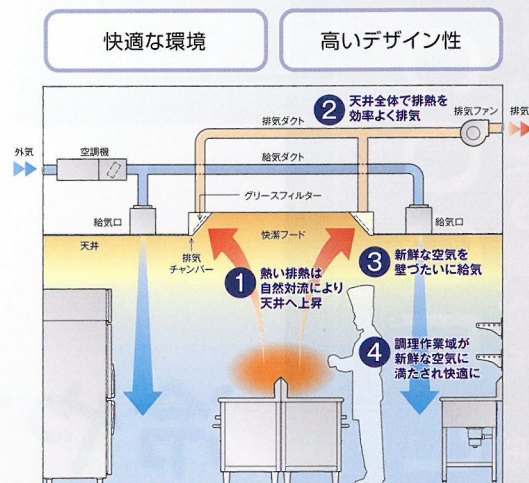 快適な環境
高いデザイン性
2 天井全体で排熱を
効率よく排気
排気ダクト
排気ファン
排気
外気
空調機
給気ダクト
グリースフィルター
給気口
給気口
天井
快潔フード
排気
チャンバー
1 熱い排熱は
自然対流により
天井へ上昇
3 新鮮な空気を
壁づたいに給気
4 調理作業域が
新鮮な空気に
満たされ快適に